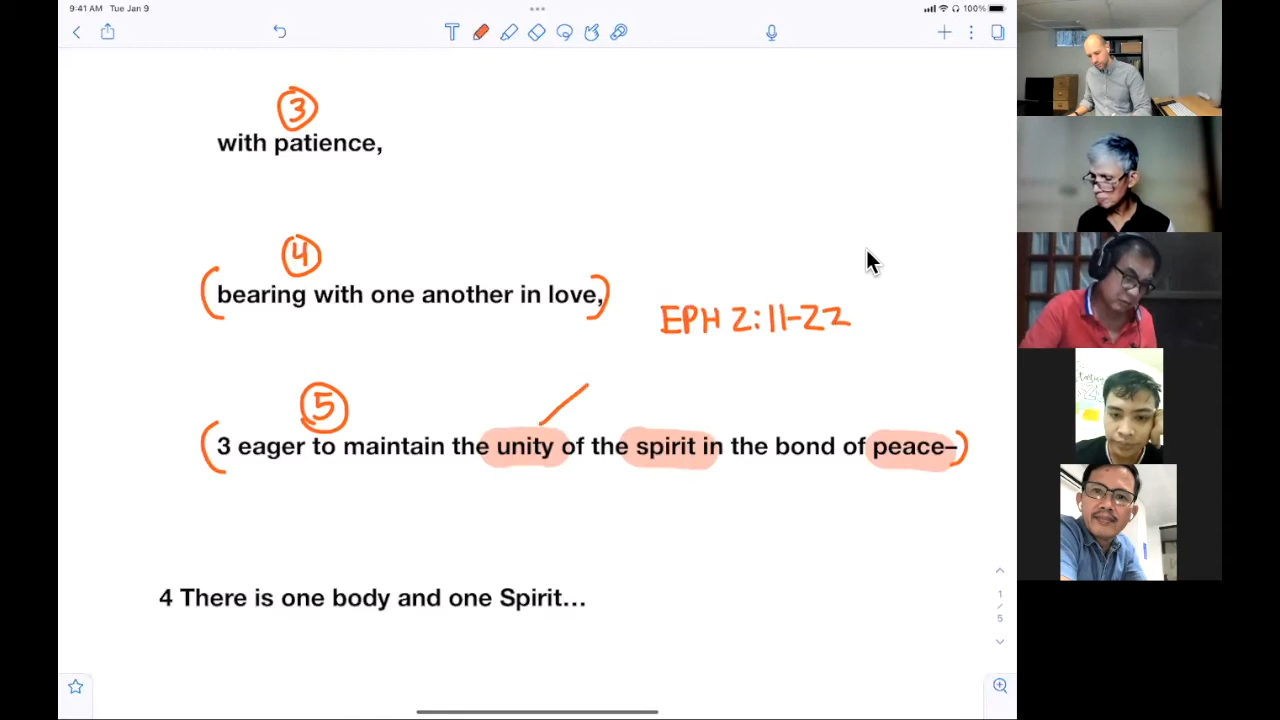 9:41 AM Tue Jan 9
100%
T
3
with patience,
4
(bearing with one another in love,)
EPH 2:11-22
5
(3 eager to maintain the unity of the spirit in the bond of peace–)
4 There is one body and one Spirit...
1
/
5